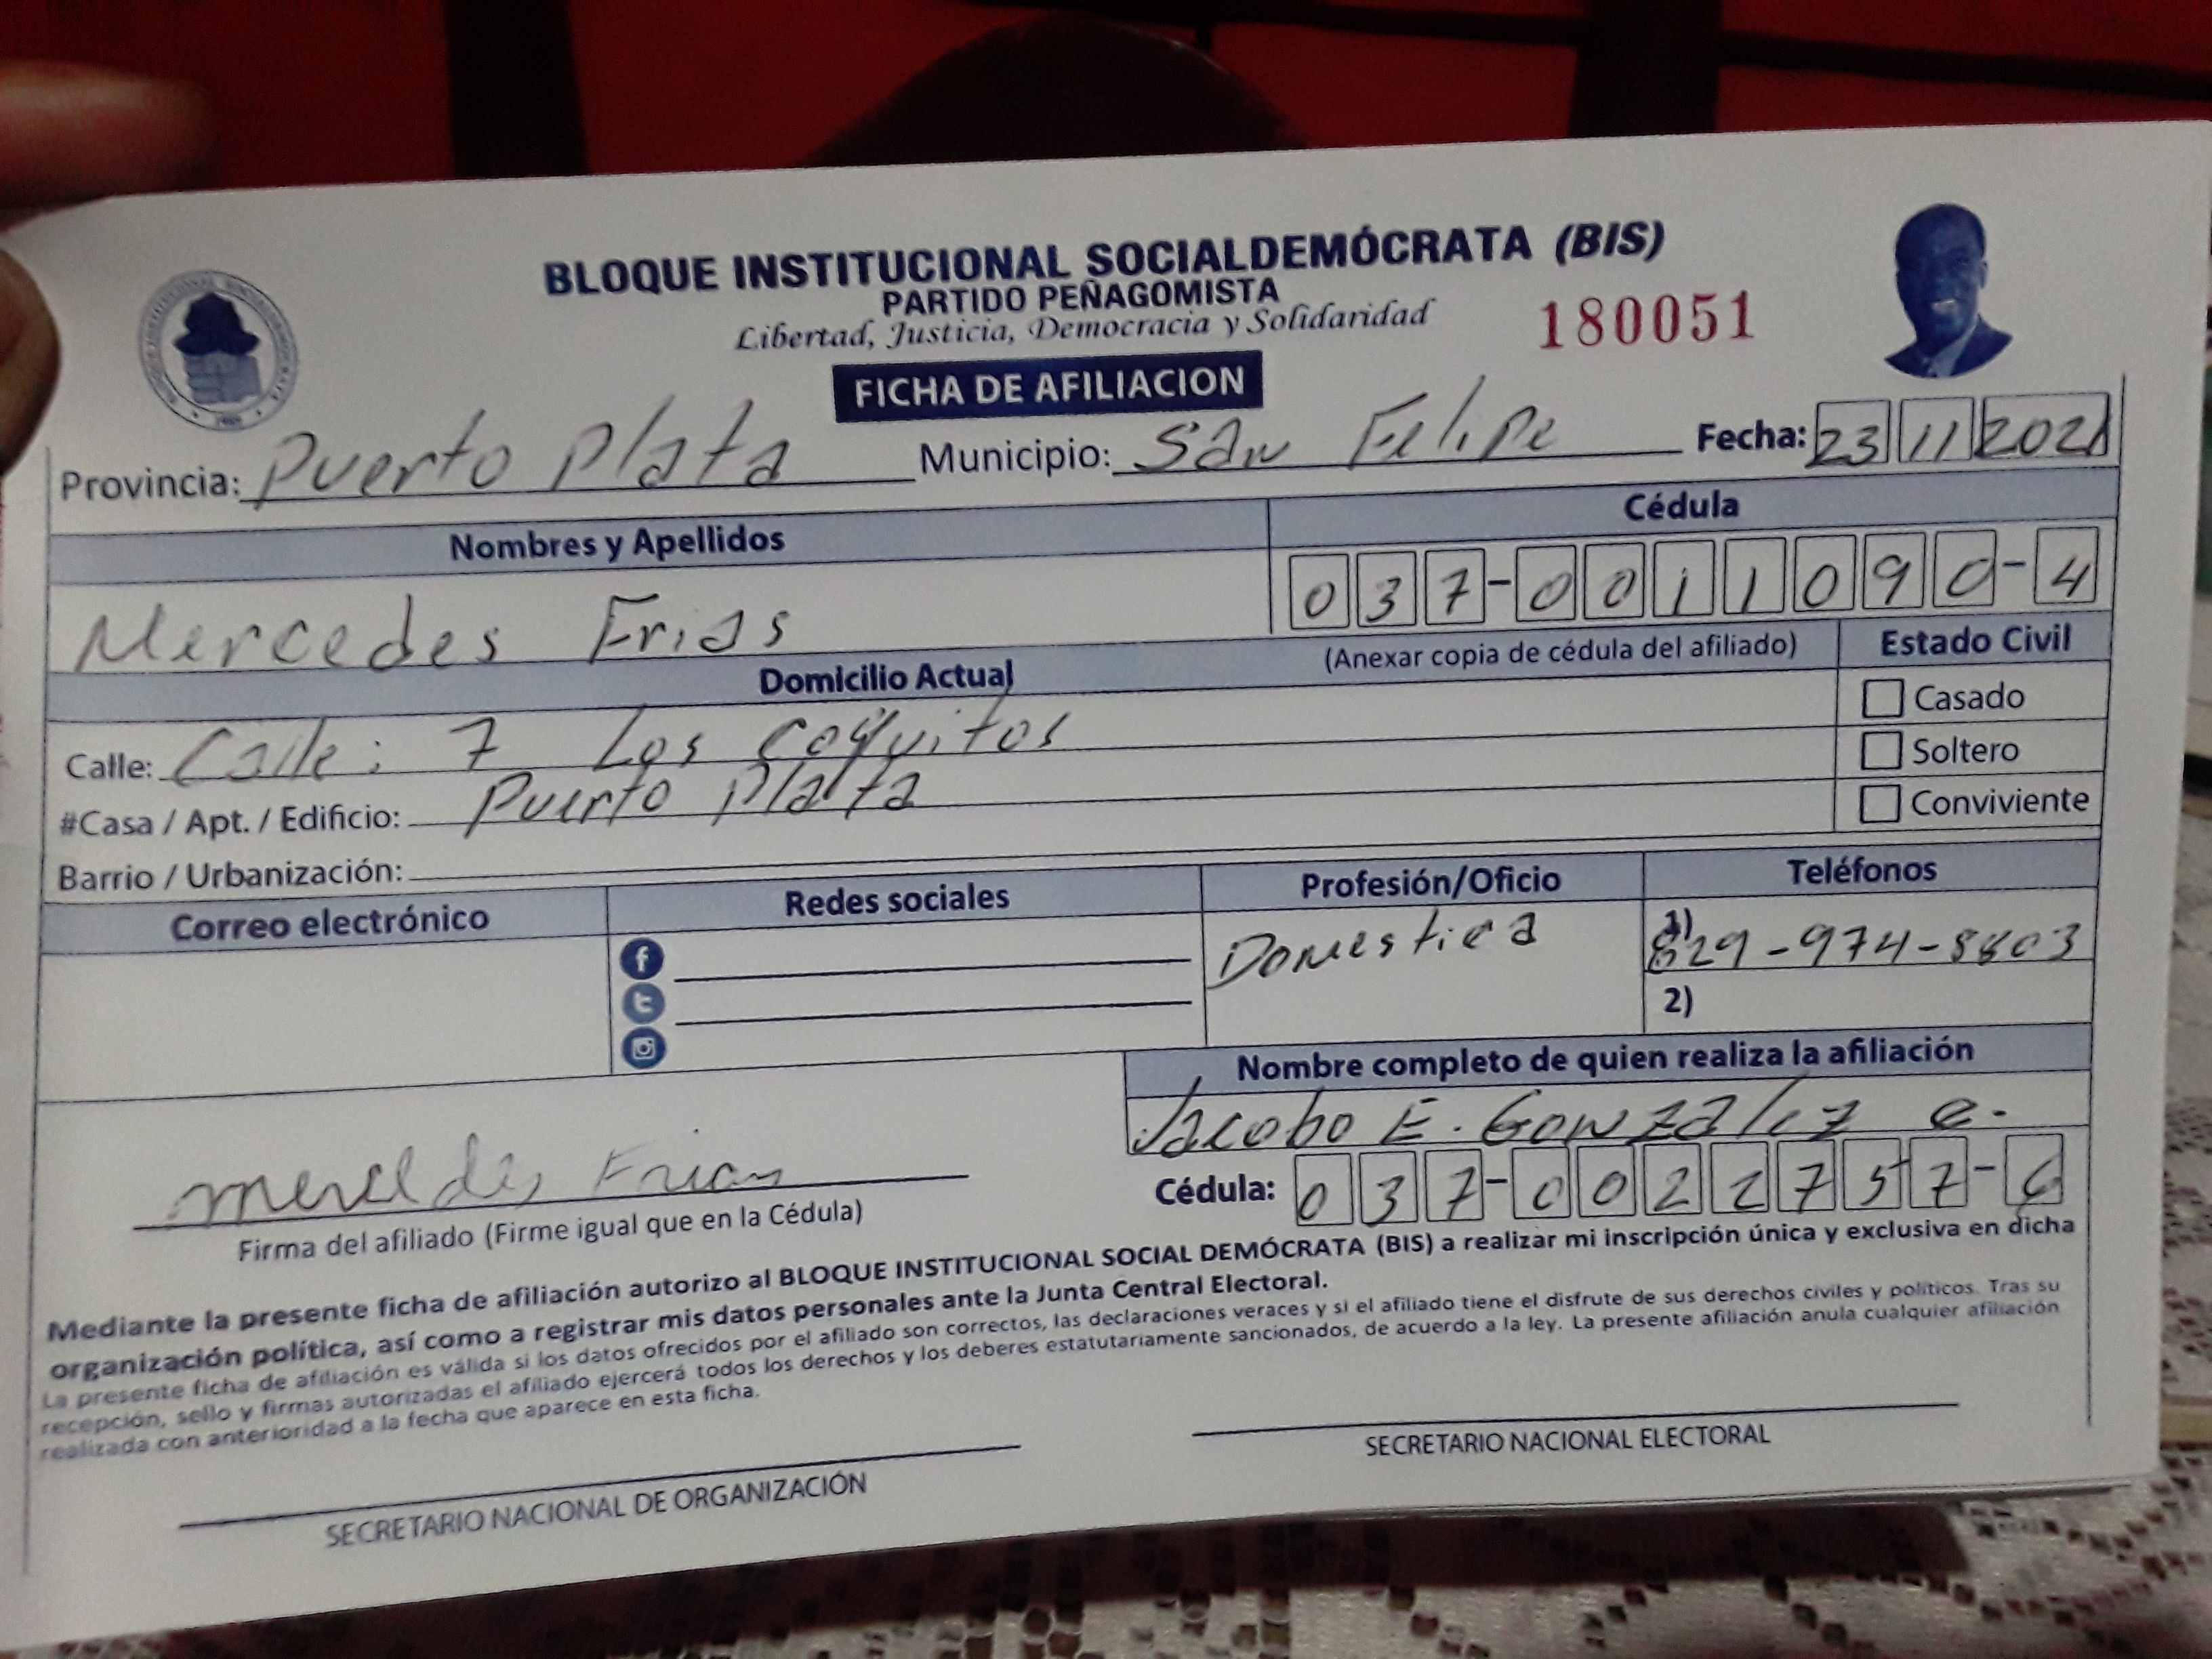 BLOQUE INSTITUCIONAL SOCIALDEMÓCRATA (BIS)
PARTIDO PEÑAGOMISTA
Libertad, Justicia, Democracia y Solidaridad
180051
FICHA DE AFILIACION
Provincia: Puerto Plata Municipio: San Felipe Fecha: 23 11 2021
Nombres y Apellidos Cédula
Mercedes Frias 037-0011090-4
Domicilio Actual (Anexar copia de cédula del afiliado) Estado Civil
Calle: Calle: 7 Los Coquitos Casado
Soltero
#Casa / Apt. / Edificio: Puerto Plata Conviviente
Barrio / Urbanización:
Correo electrónico Redes sociales Profesión/Oficio Teléfonos
Domestica 1) 829-974-8803
2)
Nombre completo de quien realiza la afiliación
Jacobo E. Gonzalez e.
Mercedes Frias
Cédula: 037-0022757-6
Firma del afiliado (Firme igual que en la Cédula)
Mediante la presente ficha de afiliación autorizo al BLOQUE INSTITUCIONAL SOCIAL DEMÓCRATA (BIS) a realizar mi inscripción única y exclusiva en dicha
organización política, así como a registrar mis datos personales ante la Junta Central Electoral.
La presente ficha de afiliación es válida si los datos ofrecidos por el afiliado son correctos, las declaraciones veraces y si el afiliado tiene el disfrute de sus derechos civiles y políticos. Tras su
recepción, sello y firmas autorizadas el afiliado ejercerá todos los derechos y los deberes estatutariamente sancionados, de acuerdo a la ley. La presente afiliación anula cualquier afiliación
realizada con anterioridad a la fecha que aparece en esta ficha.
SECRETARIO NACIONAL DE ORGANIZACIÓN SECRETARIO NACIONAL ELECTORAL